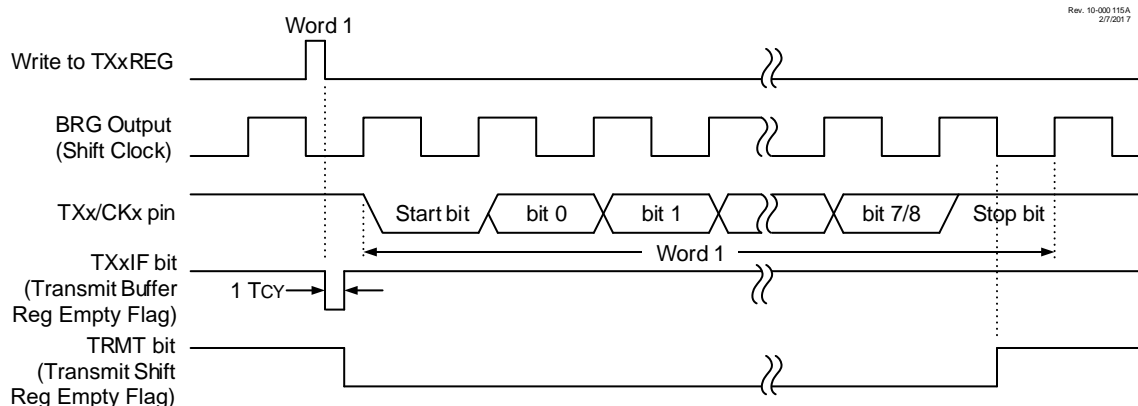 Rev. 10-000 115A
2/7/201 7
Word 1
Write to TXxREG
BRG Output
(Shift Clock)
TXx/CKx pin
Start bit
bit 0
bit 1
bit 7/8
Stop bit
Word 1
TXxIF bit
(Transmit Buffer
Reg Empty Flag)
1 TCY
TRMT bit
(Transmit Shift
Reg Empty Flag)